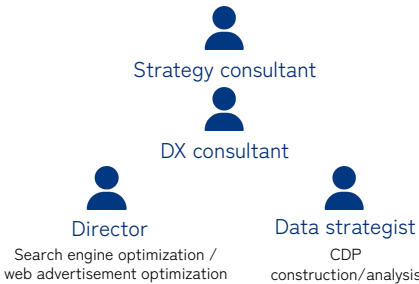 Strategy consultant
DX consultant
Director
Search engine optimization /
web advertisement optimization
Data strategist
CDP
construction/analysis